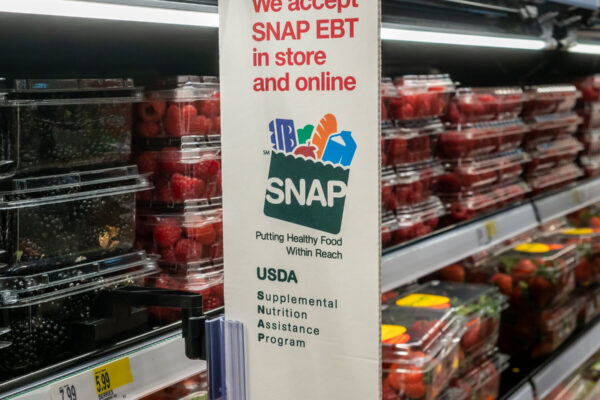 We accept
SNAP EBT
in store
and online
SM
SNAP
Putting Healthy Food
Within Reach
USDA
Supplemental
Nutrition
Assistance
Program
7.99
5.99